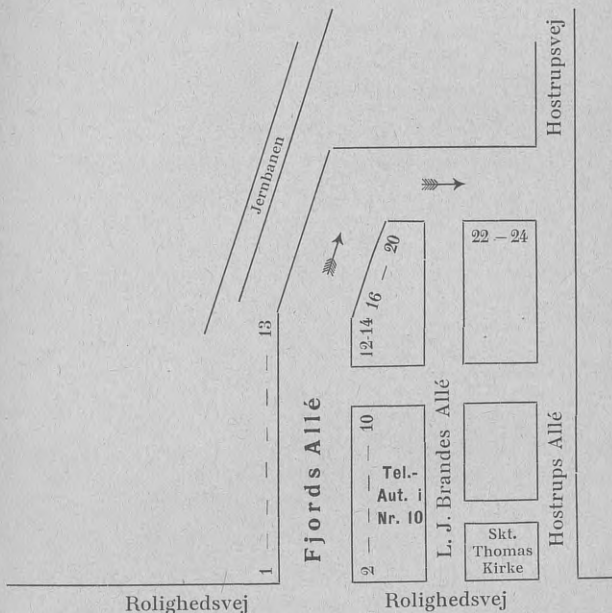 Hostrupsvej
Jernbanen
22 – 24
16 – 20
12-14
1 — — — — — 13
Fjords Allé
2 — — — 10
Tel.-
Aut. i
Nr. 10
L. J. Brandes Allé
Hostrups Allé
Skt.
Thomas
Kirke
Rolighedsvej
Rolighedsvej